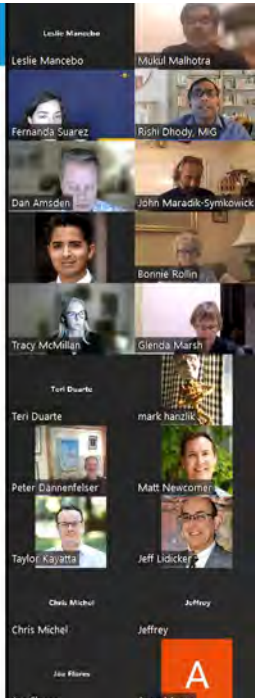 Leslie Mancebo
Leslie Mancebo
Mukul Malhotra
Fernanda Suarez
Rishi Dhody, MIG
Dan Amsden
John Maradik-Symkowick
Bonnie Rollin
Tracy McMillan
Glenda Marsh
Teri Duarte
Teri Duarte
mark hanzlik
Peter Dannenfelser
Matt Newcomer
Taylor Kayatta
Jeff Lidicker
Chris Michel
Jeffrey
Chris Michel
Jeffrey
Joe Flores
A